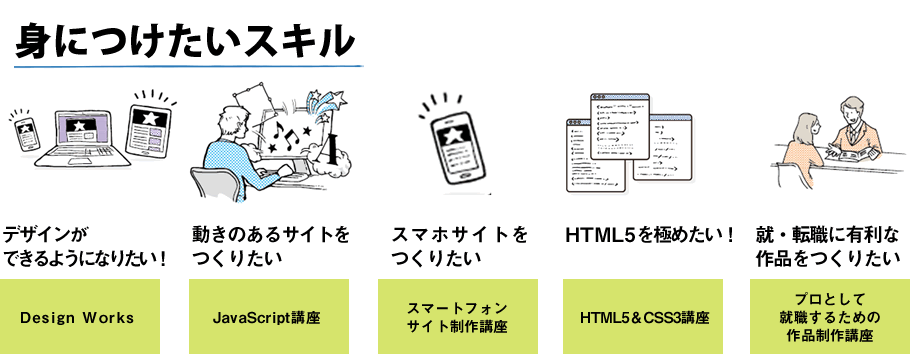 身につけたいスキル
デザインが
できるようになりたい！
動きのあるサイトを
つくりたい
スマホサイトを
つくりたい
HTML5を極めたい！
就・転職に有利な
作品をつくりたい
Design Works
JavaScript講座
スマートフォン
サイト制作講座
HTML5＆CSS3講座
プロとして
就職するための
作品制作講座